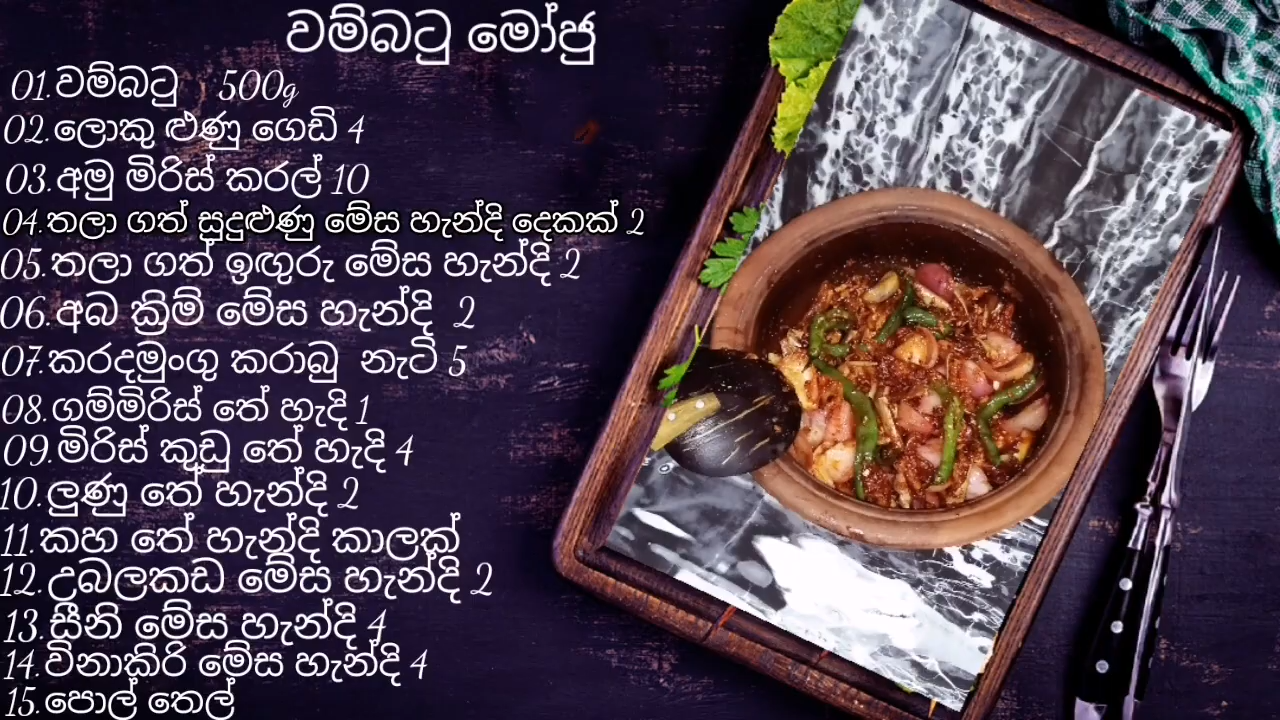 වම්බටු මෝජු
01.වම්බටු 500g
02.ලොකු ළුණු ගෙඩි 4
03.අමු මිරිස් කරල් 10
04.තලා ගත් සුදුළුණු මේස හැන්දි දෙකක් 2
05.තලා ගත් ඉඟුරු මේස හැන්දි 2
06.අබ ක්‍රිම් මේස හැන්දි 2
07.කරදමුංගු කරාබු නැටි 5
08.ගම්මිරිස් තේ හැදි 1
09.මිරිස් කුඩු තේ හැදි 4
10.ලුණු තේ හැන්දි 2
11.කහ තේ හැන්දි කාලක්
12.උබලකඩ මේස හැන්දි 2
13.සීනි මේස හැන්දි 4
14.විනාකිරි මේස හැන්දි 4
15.පොල් තෙල්